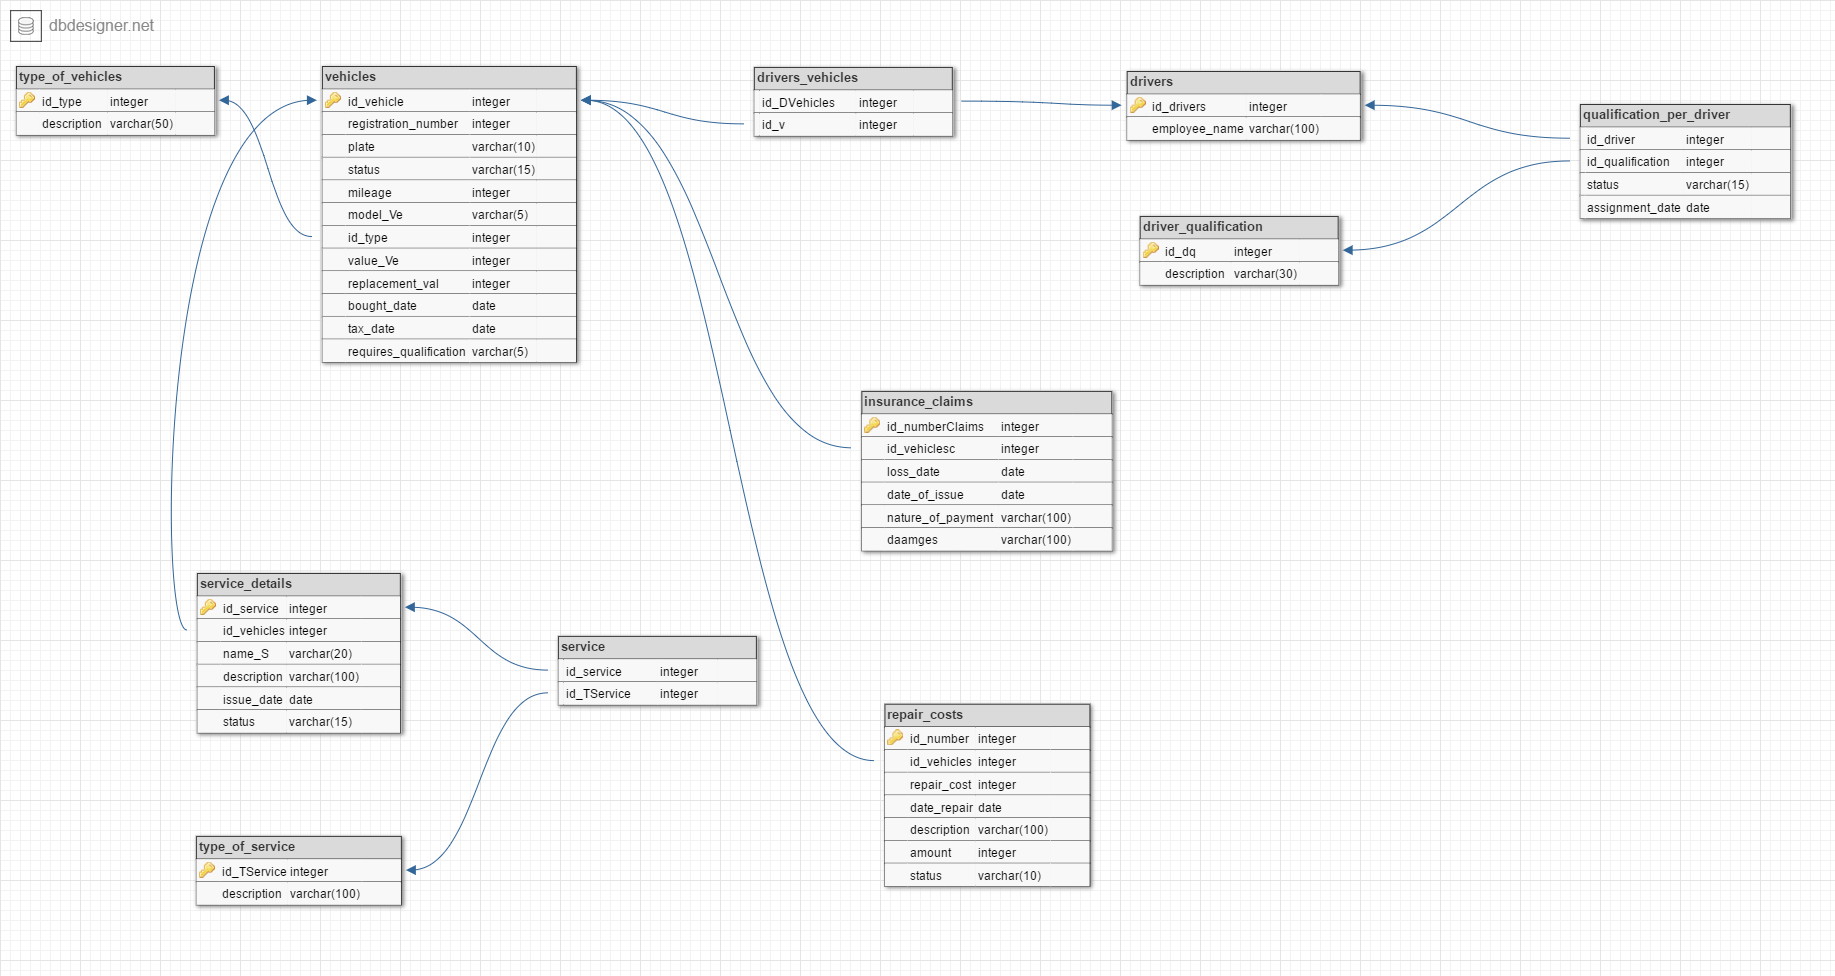 dbdesigner.net
type_of_vehicles
id_type integer
description varchar(50)
vehicles
id_vehicle integer
registration_number integer
plate varchar(10)
status varchar(15)
mileage integer
model_Ve varchar(5)
id_type integer
value_Ve integer
replacement_val integer
bought_date date
tax_date date
requires_qualification varchar(5)
drivers_vehicles
id_DVehicles integer
id_v integer
drivers
id_drivers integer
employee_name varchar(100)
qualification_per_driver
id_driver integer
id_qualification integer
status varchar(15)
assignment_date date
driver_qualification
id_dq integer
description varchar(30)
insurance_claims
id_numberClaims integer
id_vehiclesc integer
loss_date date
date_of_issue date
nature_of_payment varchar(100)
daamges varchar(100)
service_details
id_service integer
id_vehicles integer
name_S varchar(20)
description varchar(100)
issue_date date
status varchar(15)
service
id_service integer
id_TService integer
repair_costs
id_number integer
id_vehicles integer
repair_cost integer
date_repair date
description varchar(100)
amount integer
status varchar(10)
type_of_service
id_TService integer
description varchar(100)